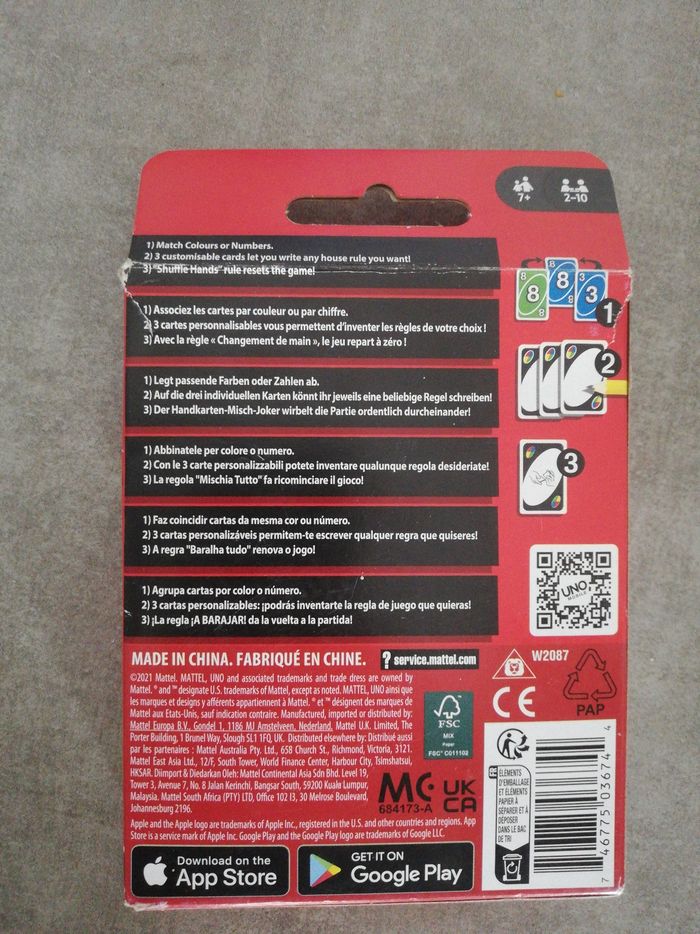 7+
2–10
1) Match Colours or Numbers.
2) 3 customisable cards let you write any house rule you want!
3) "Shuffle Hands" rule resets the game!
8
8
8
8
3
3
1
1) Associez les cartes par couleur ou par chiffre.
2) 3 cartes personnalisables vous permettent d'inventer les règles de votre choix !
3) Avec la règle « Changement de main », le jeu repart à zéro !
2
1) Legt passende Farben oder Zahlen ab.
2) Auf die drei individuellen Karten könnt ihr jeweils eine beliebige Regel schreiben!
3) Der Handkarten-Misch-Joker wirbelt die Partie ordentlich durcheinander!
1) Abbinatele per colore o numero.
2) Con le 3 carte personalizzabili potete inventare qualunque regola desideriate!
3) La regola "Mischia Tutto" fa ricominciare il gioco!
3
1) Faz coincidir cartas da mesma cor ou número.
2) 3 cartas personalizáveis permitem-te escrever qualquer regra que quiseres!
3) A regra "Baralha tudo" renova o jogo!
1) Agrupa cartas por color o número.
2) 3 cartas personalizables: ¡podrás inventarte la regla de juego que quieras!
3) ¡La regla ¡A BARAJAR! da la vuelta a la partida!
UNO
MOBILE
MADE IN CHINA. FABRIQUÉ EN CHINE.
? service.mattel.com
W2087
©2021 Mattel. MATTEL, UNO and associated trademarks and trade dress are owned by
Mattel. ® and ™ designate U.S. trademarks of Mattel, except as noted. MATTEL, UNO ainsi que
les marques et designs y afférents appartiennent à Mattel. ® et ™ désignent des marques de
Mattel aux États-Unis, sauf indication contraire. Manufactured, imported or distributed by:
Mattel Europa B.V., Gondel 1, 1186 MJ Amstelveen, Nederland. Mattel U.K. Limited, The
Porter Building, 1 Brunel Way, Slough SL1 1FQ, UK. Distributed elsewhere by: Distribué aussi
par les partenaires : Mattel Australia Pty. Ltd., 658 Church St., Richmond, Victoria, 3121.
Mattel East Asia Ltd., 12/F, South Tower, World Finance Center, Harbour City, Tsimshatsui,
HKSAR. Diimport & Diedarkan Oleh: Mattel Continental Asia Sdn Bhd. Level 19,
Tower 3, Avenue 7, No. 8 Jalan Kerinchi, Bangsar South, 59200 Kuala Lumpur,
Malaysia. Mattel South Africa (PTY) LTD, Office 102 I3, 30 Melrose Boulevard,
Johannesburg 2196.
FSC
MIX
Paper
FSC® C011102
CE
PAP
MC
684173-A
UK
CA
Apple and the Apple logo are trademarks of Apple Inc., registered in the U.S. and other countries and regions. App
Store is a service mark of Apple Inc. Google Play and the Google Play logo are trademarks of Google LLC.
Download on the
App Store
GET IT ON
Google Play
FR
ÉLÉMENTS
D'EMBALLAGE
ET ÉLÉMENTS
PAPIER À
SÉPARER ET À
DÉPOSER
DANS LE BAC
DE TRI
7 46775 03674 4